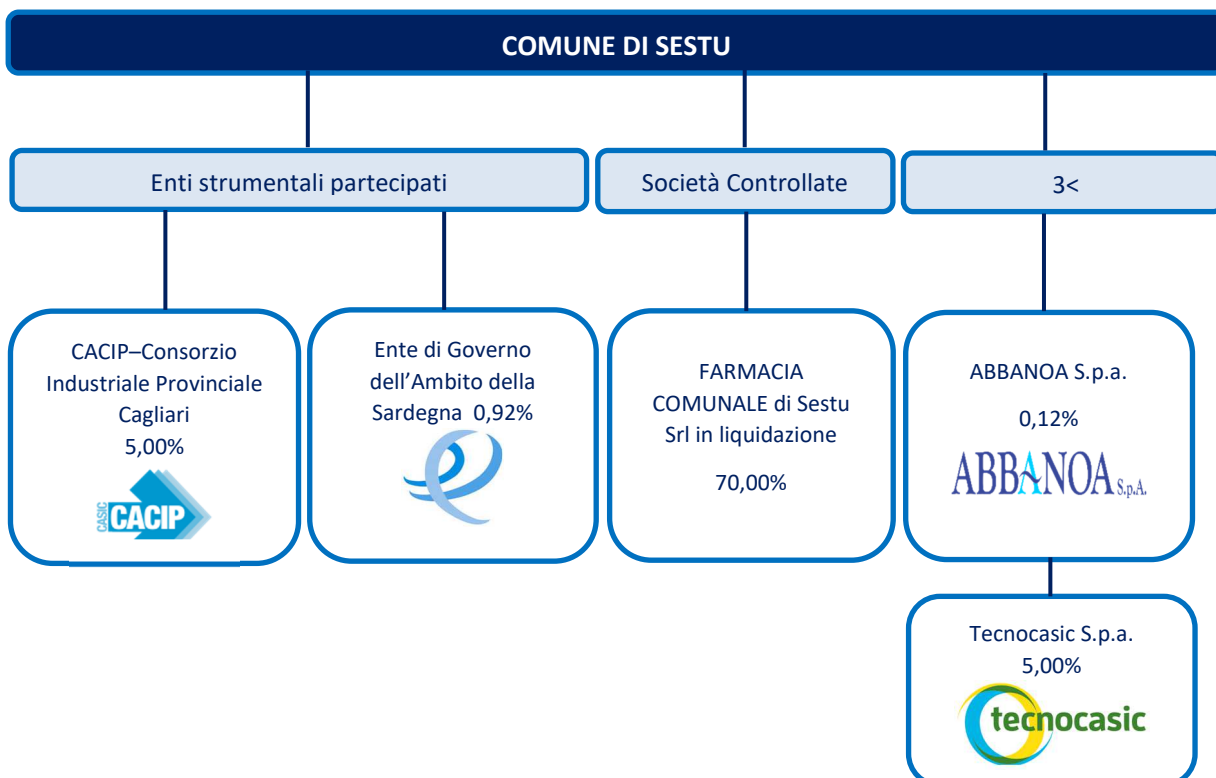 COMUNE DI SESTU
Enti strumentali partecipati
Società Controllate
3<
CACIP–Consorzio
Industriale Provinciale
Cagliari
5,00%
CASIC
CACIP
Ente di Governo
dell’Ambito della
Sardegna 0,92%
FARMACIA
COMUNALE di Sestu
Srl in liquidazione
70,00%
ABBANOA S.p.a.
0,12%
ABBANOA S.p.A.
Tecnocasic S.p.a.
5,00%
tecnocasic